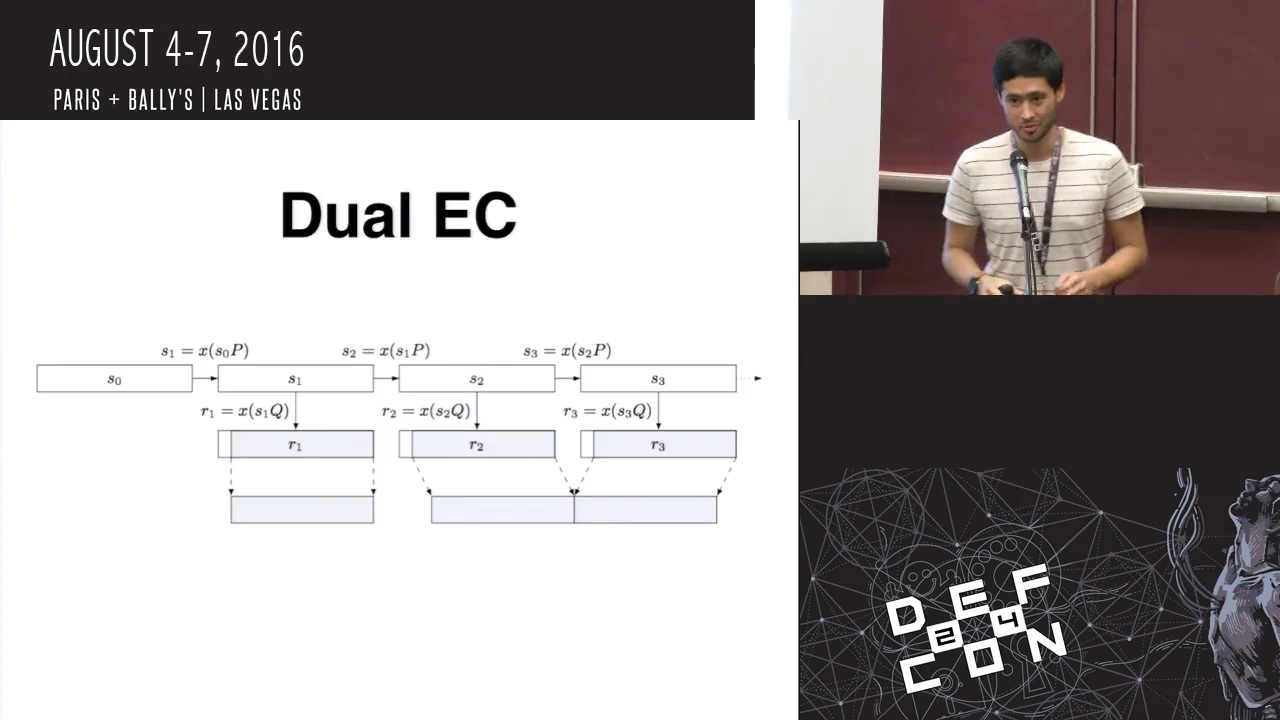 AUGUST 4-7, 2016
PARIS + BALLY'S | LAS VEGAS
Dual EC
s₁ = x(s₀P) s₂ = x(s₁P) s₃ = x(s₂P)
s₀ s₁ s₂ s₃
r₁ = x(s₁Q) r₂ = x(s₂Q) r₃ = x(s₃Q)
r₁ r₂ r₃
DEF
24
CON